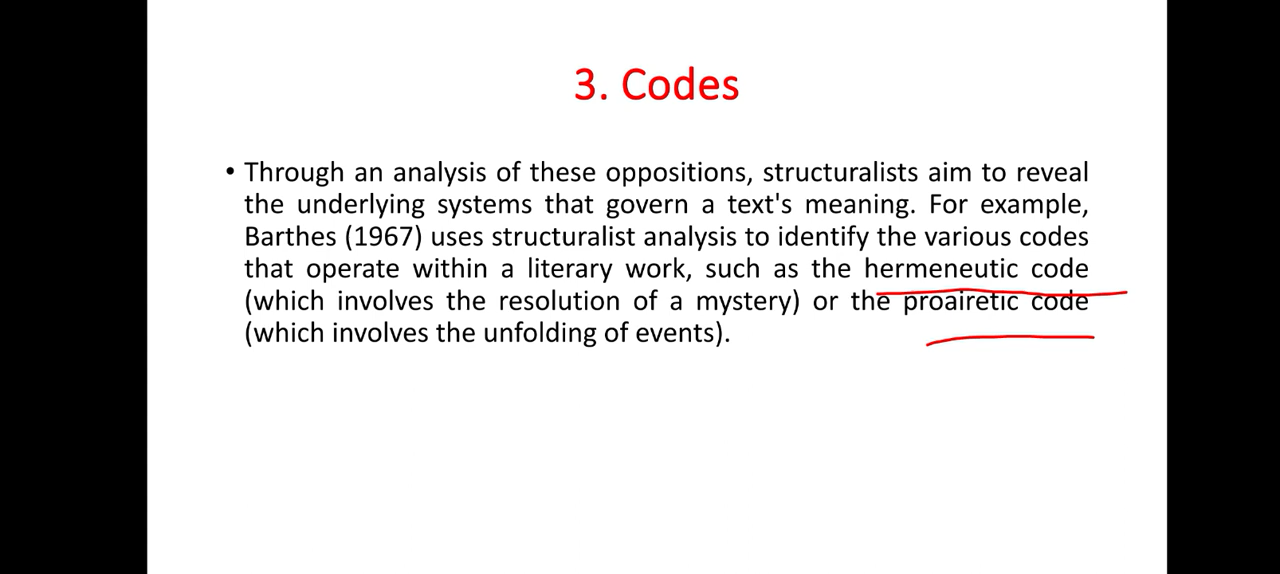 3. Codes
• Through an analysis of these oppositions, structuralists aim to reveal
the underlying systems that govern a text's meaning. For example,
Barthes (1967) uses structuralist analysis to identify the various codes
that operate within a literary work, such as the hermeneutic code
(which involves the resolution of a mystery) or the proairetic code
(which involves the unfolding of events).